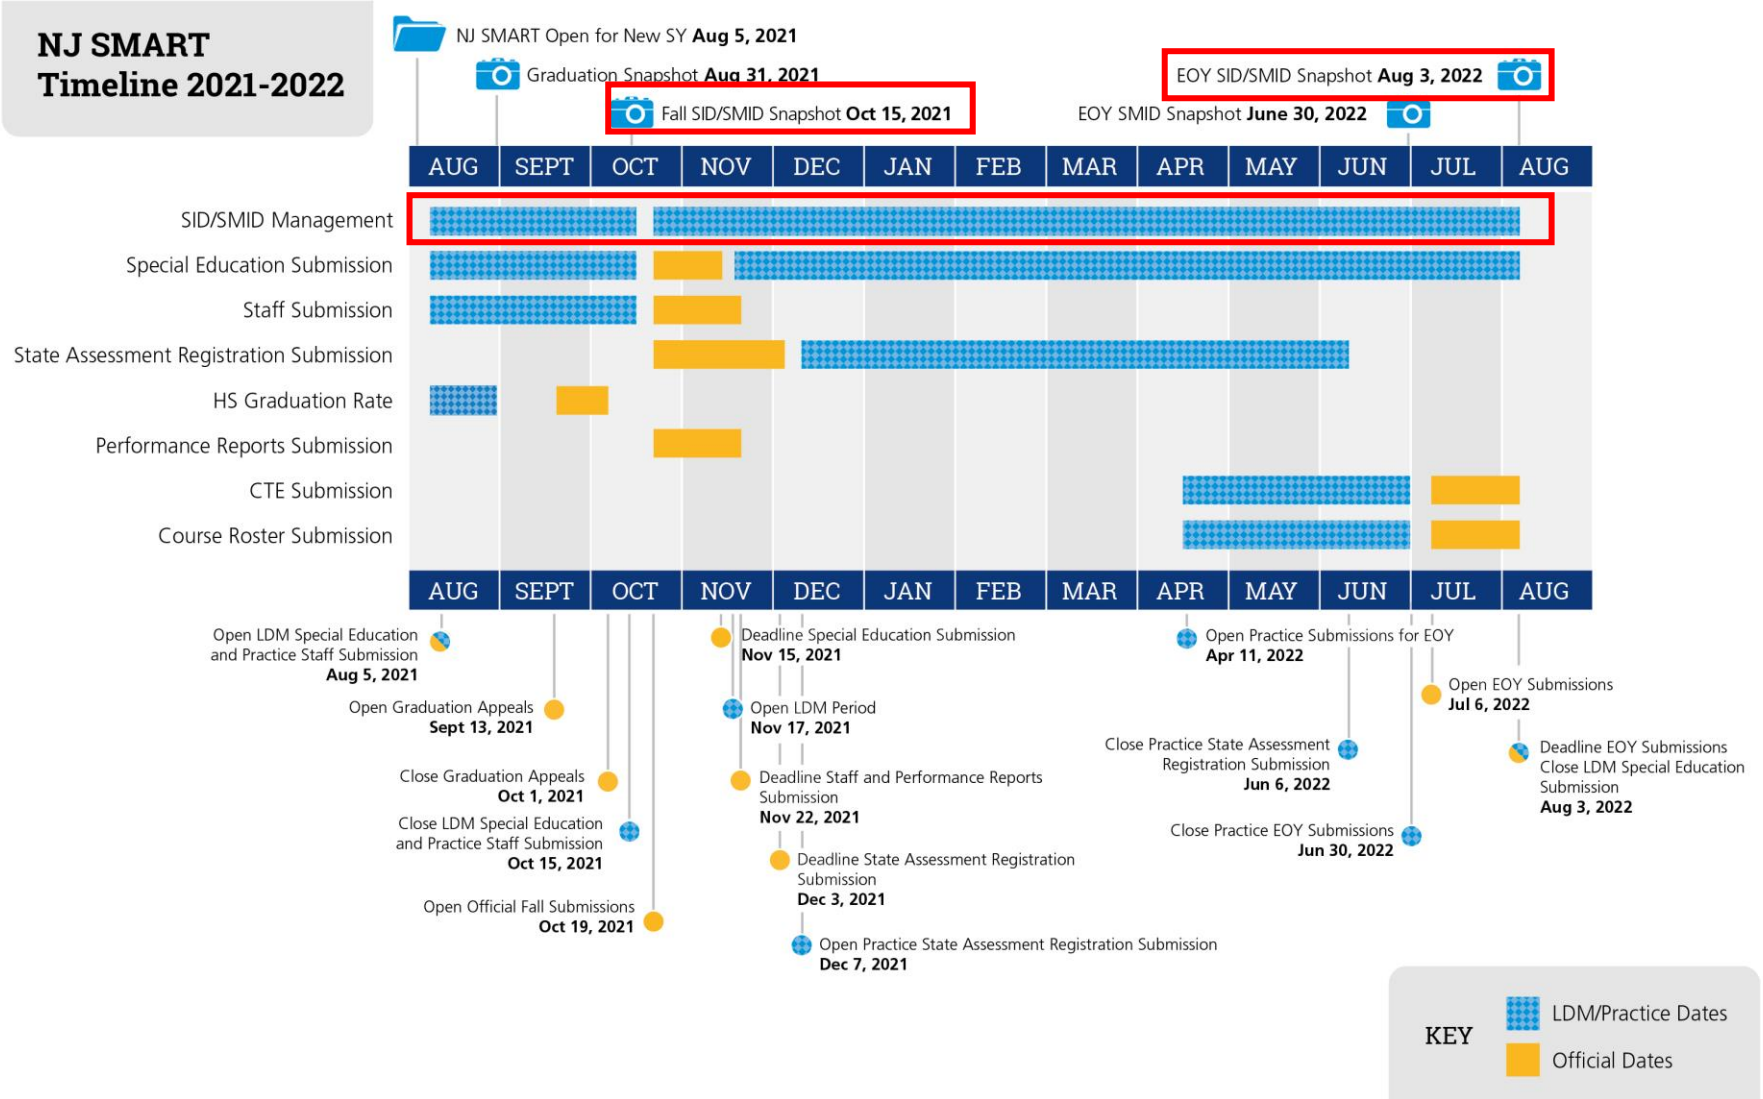 NJ SMART
Timeline 2021-2022
NJ SMART Open for New SY Aug 5, 2021
Graduation Snapshot Aug 31, 2021
Fall SID/SMID Snapshot Oct 15, 2021
EOY SID/SMID Snapshot Aug 3, 2022
EOY SMID Snapshot June 30, 2022
AUG SEPT OCT NOV DEC JAN FEB MAR APR MAY JUN JUL AUG
SID/SMID Management
Special Education Submission
Staff Submission
State Assessment Registration Submission
HS Graduation Rate
Performance Reports Submission
CTE Submission
Course Roster Submission
AUG SEPT OCT NOV DEC JAN FEB MAR APR MAY JUN JUL AUG
Open LDM Special Education
and Practice Staff Submission
Aug 5, 2021
Open Graduation Appeals
Sept 13, 2021
Close Graduation Appeals
Oct 1, 2021
Close LDM Special Education
and Practice Staff Submission
Oct 15, 2021
Open Official Fall Submissions
Oct 19, 2021
Deadline Special Education Submission
Nov 15, 2021
Open LDM Period
Nov 17, 2021
Deadline Staff and Performance Reports
Submission
Nov 22, 2021
Deadline State Assessment Registration
Submission
Dec 3, 2021
Open Practice State Assessment Registration Submission
Dec 7, 2021
Open Practice Submissions for EOY
Apr 11, 2022
Close Practice State Assessment
Registration Submission
Jun 6, 2022
Close Practice EOY Submissions
Jun 30, 2022
Open EOY Submissions
Jul 6, 2022
Deadline EOY Submissions
Close LDM Special Education
Submission
Aug 3, 2022
KEY
LDM/Practice Dates
Official Dates